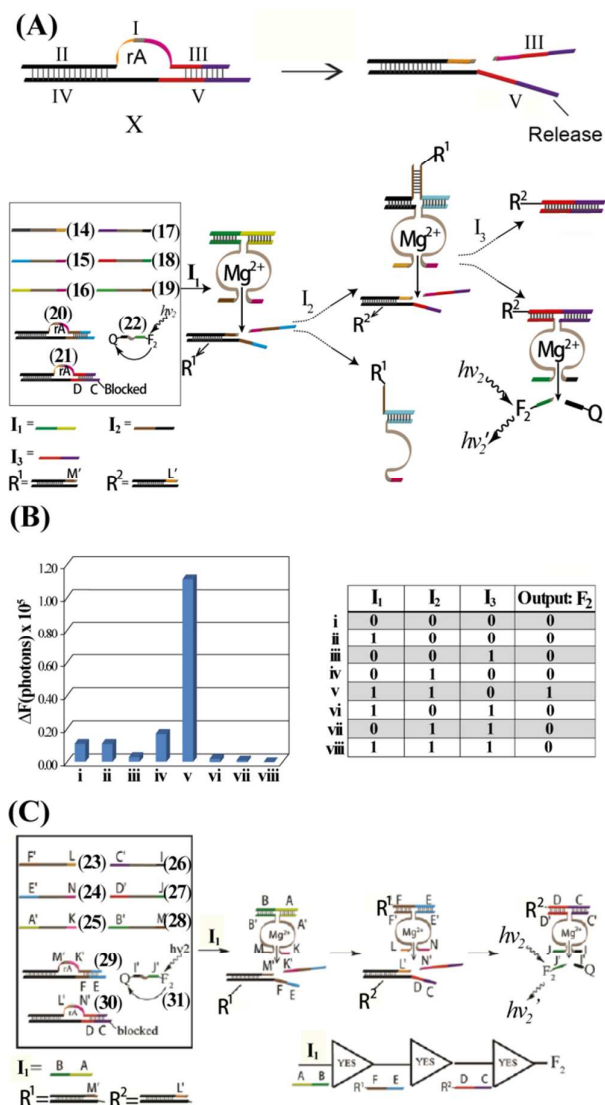 (A)
I
II
rA
III
III
IV
V
V
X
Release
(14) (17)
(15) (18)
(16) (19)
(20)
rA
(22) hν2
Q F2
(21)
rA
Blocked
D C
I1 = I2 =
I3 =
R1= M' R2= L'
I1
Mg2+
R1
I2
R1
Mg2+
R2
R1
I3
R2
R2
Mg2+
hν2
F2
Q
hν2'
(B)
ΔF(photons) x 10^5
1.20
1.00
0.80
0.60
0.40
0.20
0.00
i ii iii iv v vi vii viii
I1 I2 I3 Output: F2
i 0 0 0 0
ii 1 0 0 0
iii 0 0 1 0
iv 0 1 0 0
v 1 1 0 1
vi 1 0 1 0
vii 0 1 1 0
viii 1 1 1 0
(C)
F' L (23) C' I (26)
E' N (24) D' J (27)
A' K (25) B' M (28)
M' K' (29)
rA
F E
I' J' hν2
Q F2
(31)
L' N' (30)
rA
D C blocked
I1=
B A
R1= M' R2= L'
I1
B A
B' A'
Mg2+
M K
M' K'
R1
F
E
R1 F E
F' E'
Mg2+
L N
L' N'
R2
D
C
R2 D C
D' C'
Mg2+
J I
J' I'
hν2
F2
Q
hν2'
I1
A B
YES
R1 F E
YES
R2 D C
YES
F2